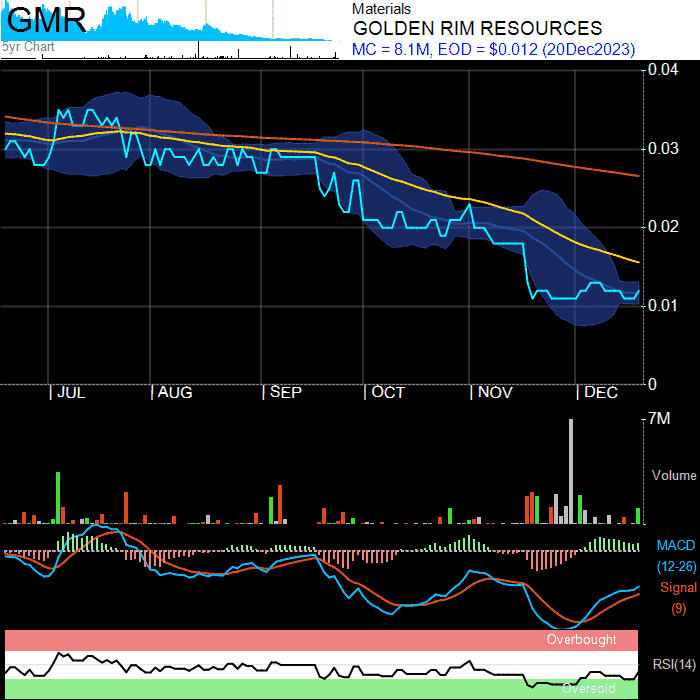 GMR
5yr Chart
Materials
GOLDEN RIM RESOURCES
MC = 8.1M, EOD = $0.012 (20Dec2023)
0.04
0.03
0.02
0.01
0
| JUL | AUG | SEP | OCT | NOV | DEC
7M
Volume
MACD
(12-26)
Signal
(9)
Overbought
RSI(14)
Oversold